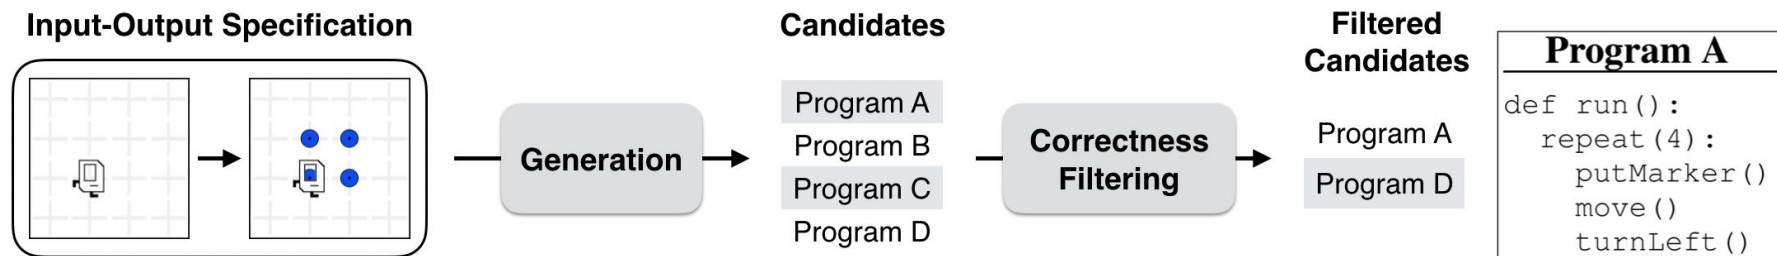 Input-Output Specification
Generation
Candidates
Program A
Program B
Program C
Program D
Correctness
Filtering
Filtered
Candidates
Program A
Program D
Program A
def run():
repeat(4):
putMarker()
move()
turnLeft()